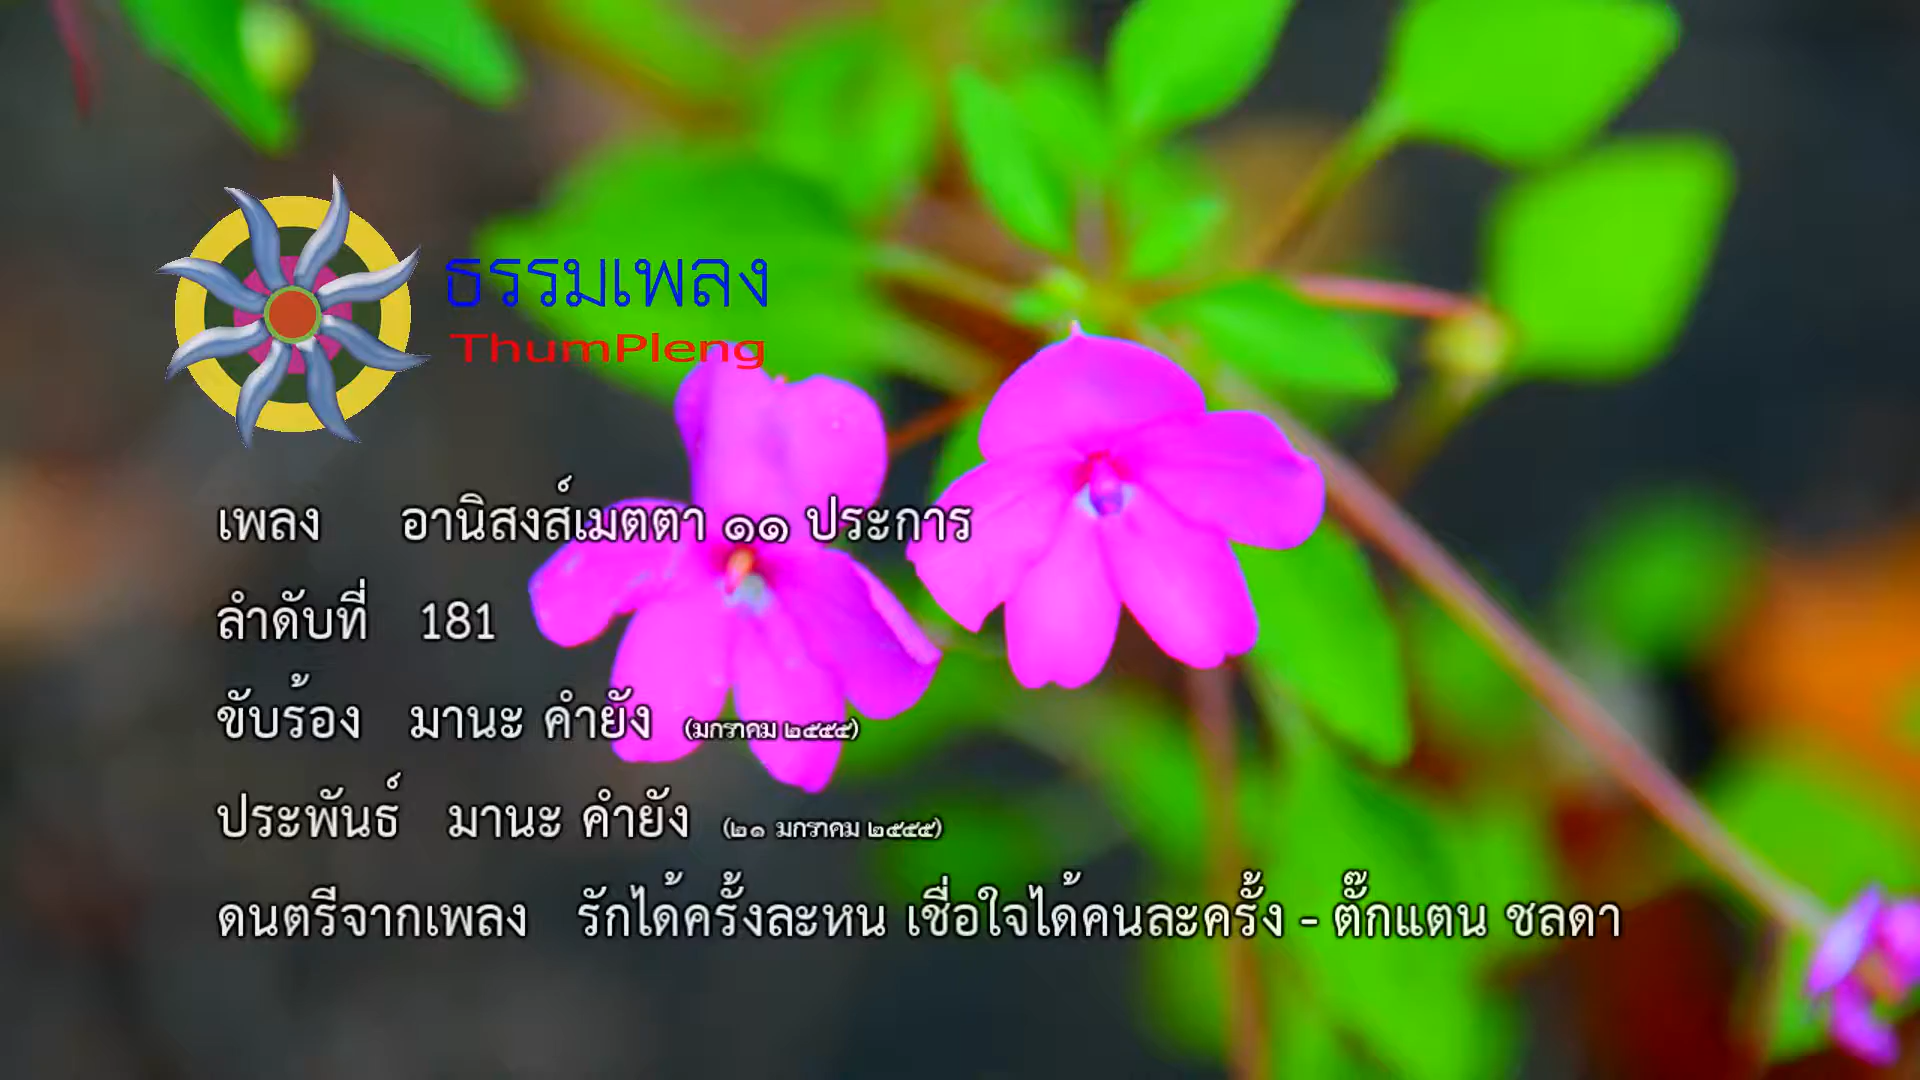 ธรรมเพลง
ThumPleng
เพลง อานิสงส์เมตตา ๑๑ ประการ
ลำดับที่ 181
ขับร้อง มานะ คำยัง (มกราคม ๒๕๕๕)
ประพันธ์ มานะ คำยัง (๒๑ มกราคม ๒๕๕๕)
ดนตรีจากเพลง รักได้ครั้งละหน เชื่อใจได้คนละครั้ง - ตั๊กแตน ชลดา